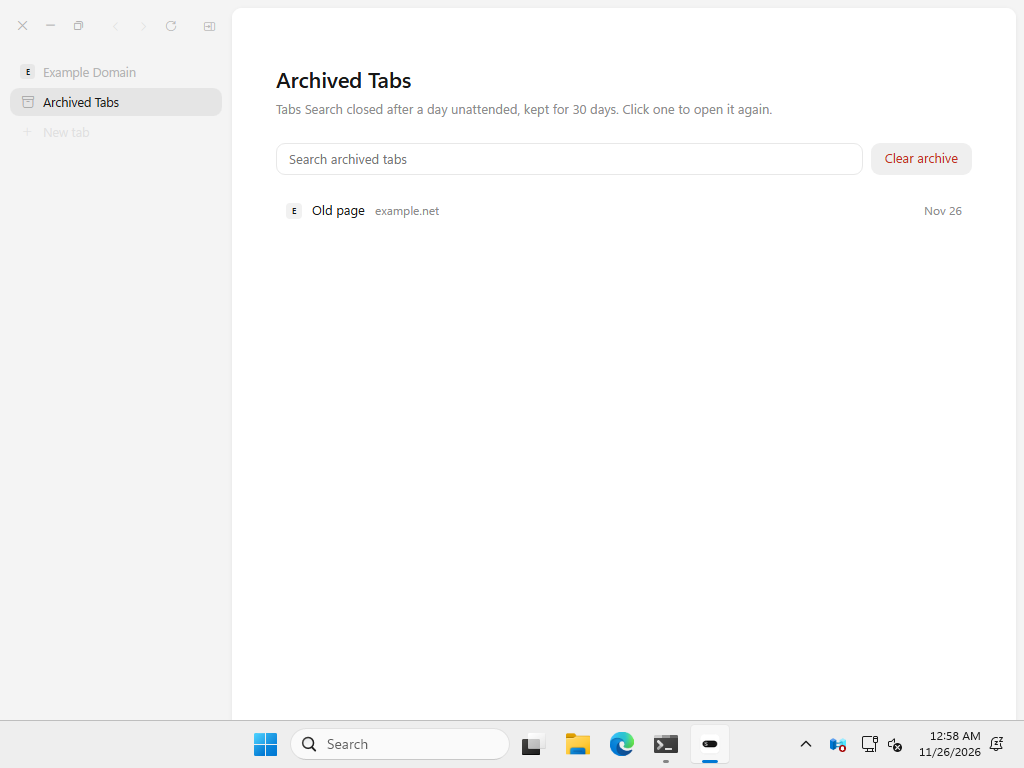 E Example Domain
Archived Tabs
+ New tab
Archived Tabs
Tabs Search closed after a day unattended, kept for 30 days. Click one to open it again.
Search archived tabs
Clear archive
E Old page example.net Nov 26
Search
12:58 AM
11/26/2026